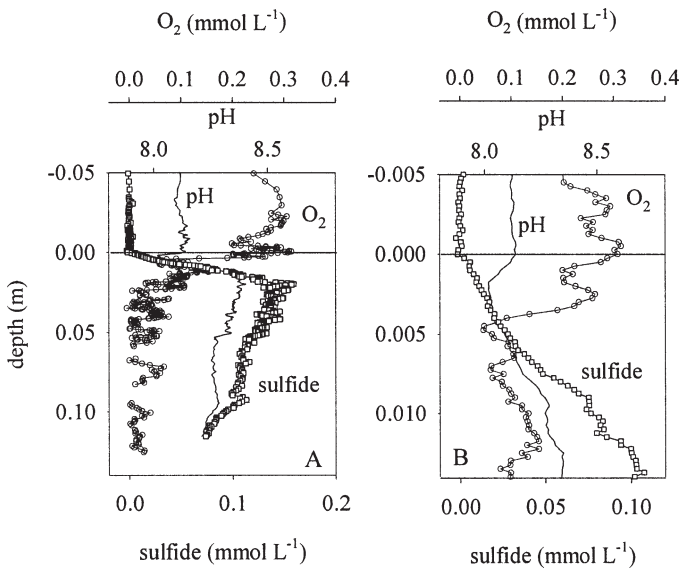 O₂ (mmol L⁻¹) O₂ (mmol L⁻¹)
0.0 0.1 0.2 0.3 0.4 0.0 0.1 0.2 0.3 0.4
pH pH
8.0 8.5 8.0 8.5
-0.05 -0.005
pH O₂ pH O₂
0.00 0.000
depth (m)
0.05 0.005
sulfide sulfide
0.10 0.010
A B
0.0 0.1 0.2 0.00 0.05 0.10
sulfide (mmol L⁻¹) sulfide (mmol L⁻¹)